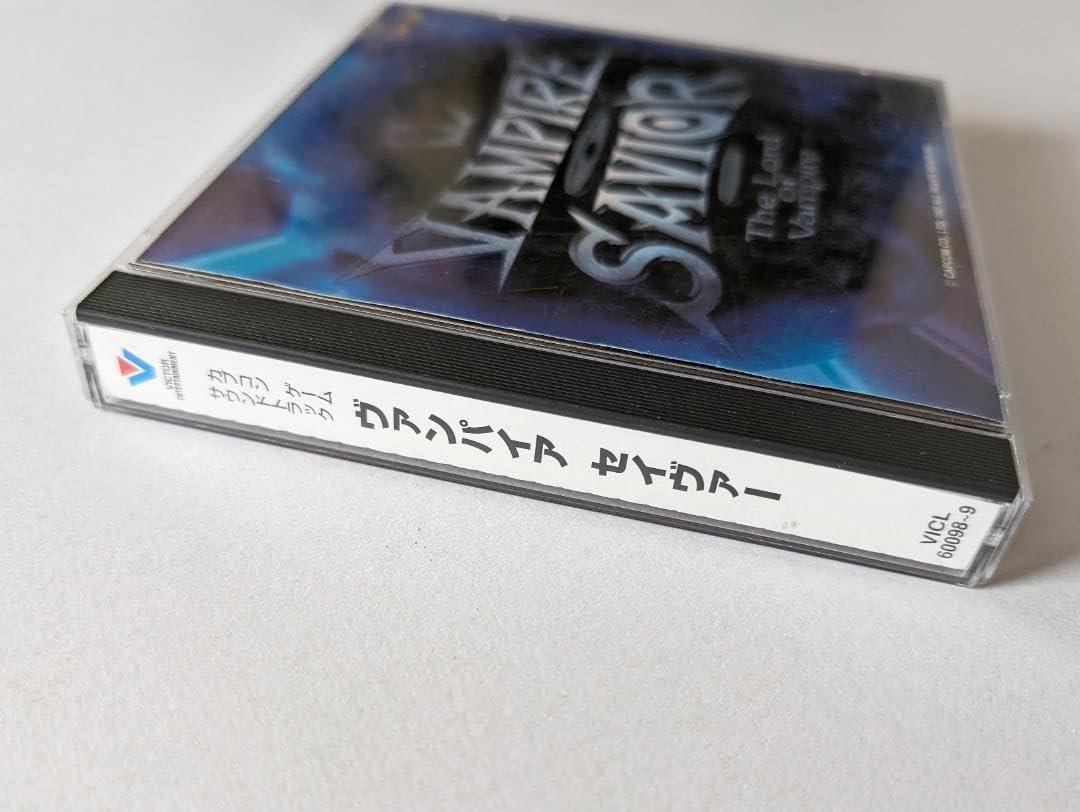 VAMPIRE
SAVIOR
The Lord
of
Vampire
VICTOR
ENTERTAINMENT
カプコン ゲーム
サウンドトラック
ヴァンパイア セイヴァー
VICL
60098~9